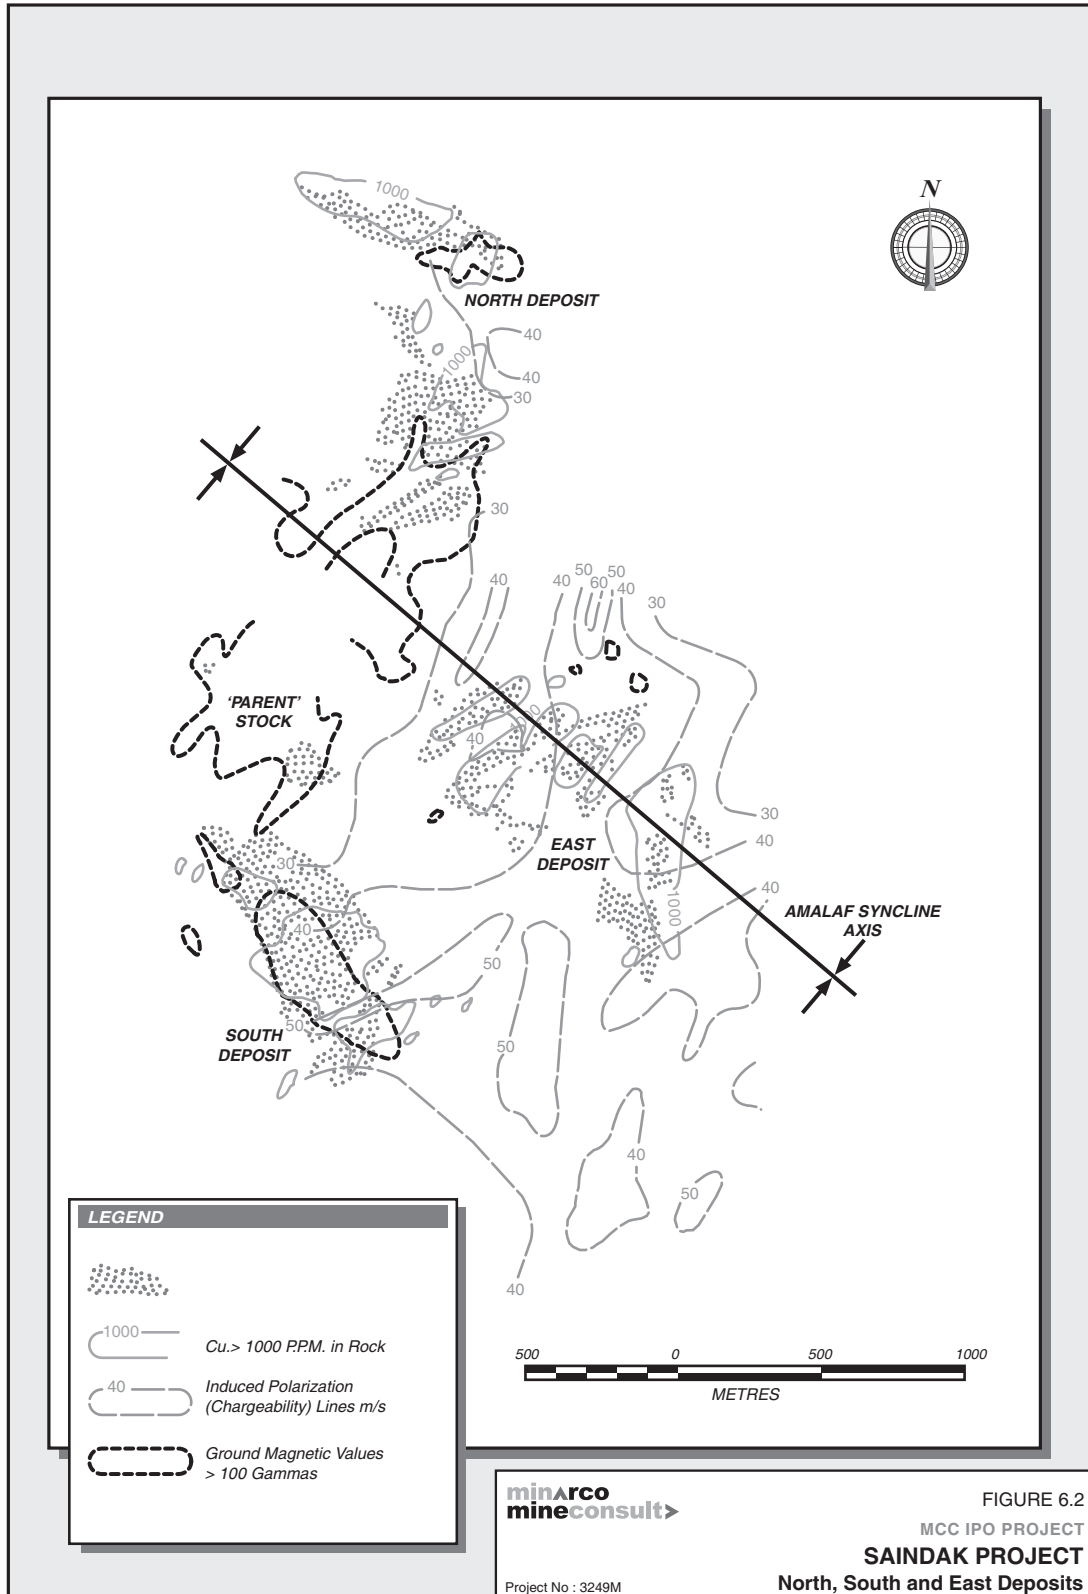 1000
N
NORTH DEPOSIT
40
1000
40
30
30
40
40
50
60
50
40
30
'PARENT'
STOCK
1000
40
30
EAST
DEPOSIT
40
30
40
1000
AMALAF SYNCLINE
AXIS
40
50
50
SOUTH
DEPOSIT
50
40
50
40
LEGEND
1000
Cu.> 1000 P.P.M. in Rock
40
Induced Polarization
(Chargeability) Lines m/s
Ground Magnetic Values
> 100 Gammas
500 0 500 1000
METRES
minarco
mineconsult>
Project No : 3249M
FIGURE 6.2
MCC IPO PROJECT
SAINDAK PROJECT
North, South and East Deposits